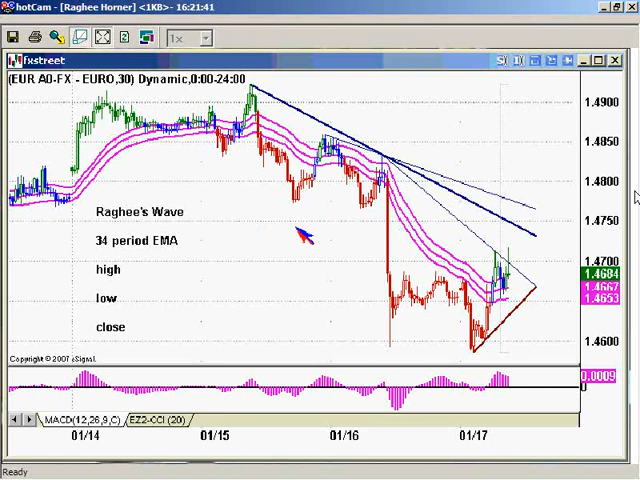 hotCam - [Raghee Horner] <1KB> - 16:21:41
1x
fxstreet
(EUR A0-FX - EURO,30) Dynamic,0:00-24:00
1.4900
1.4850
1.4800
Raghee's Wave
1.4750
34 period EMA
1.4700
high
1.4684
1.4667
low
1.4653
close
1.4600
Copyright © 2007 eSignal.
0.0009
0
MACD(12,26,9,C)
EZ2-CCI (20)
01/14
01/15
01/16
01/17
Ready